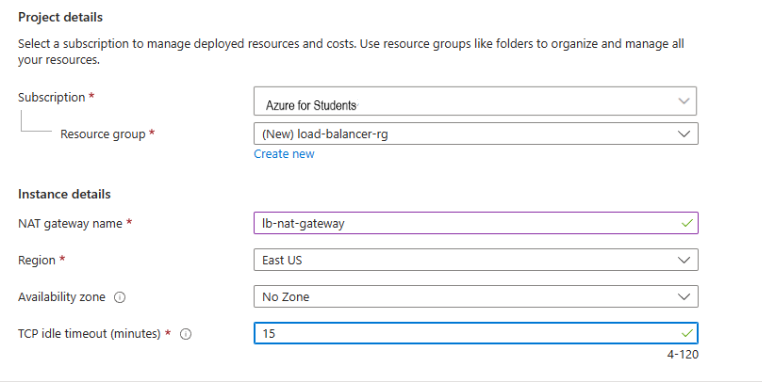 Project details
Select a subscription to manage deployed resources and costs. Use resource groups like folders to organize and manage all
your resources.
Subscription *
Azure for Students
Resource group *
(New) load-balancer-rg
Create new
Instance details
NAT gateway name *
lb-nat-gateway
Region *
East US
Availability zone
No Zone
TCP idle timeout (minutes) *
15
4-120